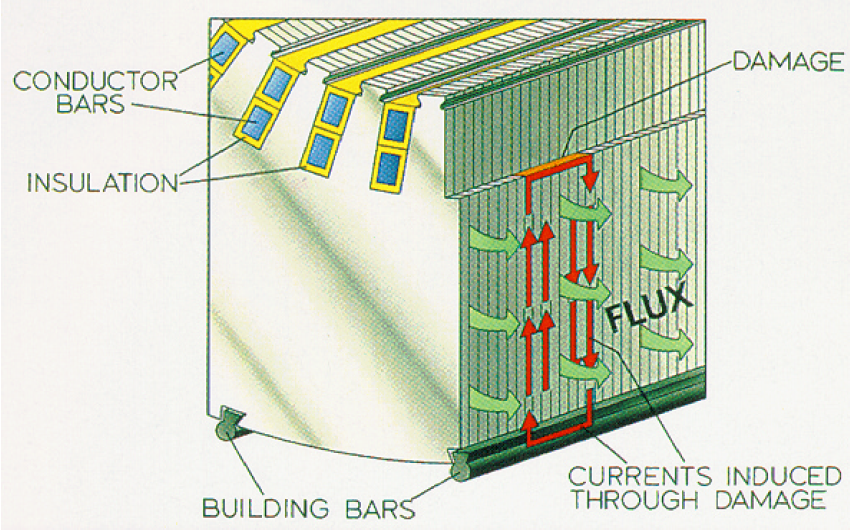 CONDUCTOR
BARS
DAMAGE
INSULATION
FLUX
BUILDING BARS
CURRENTS INDUCED
THROUGH DAMAGE